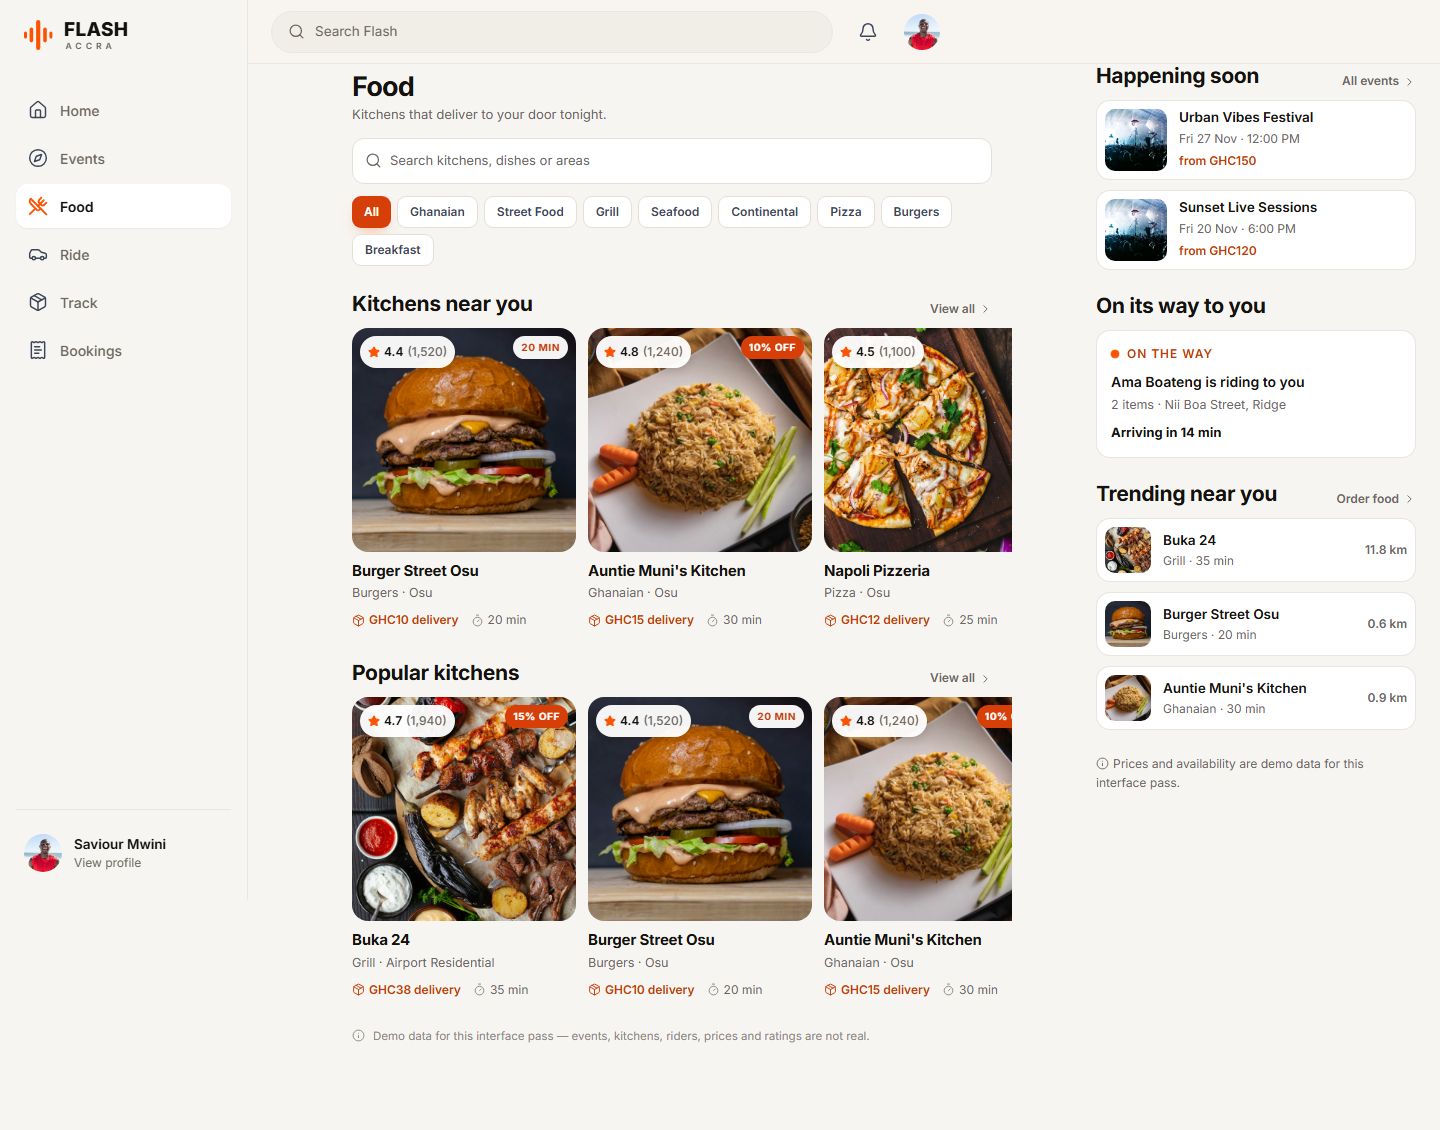 FLASH
ACCRA
Search Flash
Home
Events
Food
Ride
Track
Bookings
Saviour Mwini
View profile
Food
Kitchens that deliver to your door tonight.
Search kitchens, dishes or areas
All
Ghanaian
Street Food
Grill
Seafood
Continental
Pizza
Burgers
Breakfast
Kitchens near you
View all
4.4 (1,520)
20 MIN
Burger Street Osu
Burgers · Osu
GHC10 delivery
20 min
4.8 (1,240)
10% OFF
Auntie Muni's Kitchen
Ghanaian · Osu
GHC15 delivery
30 min
4.5 (1,100)
Napoli Pizzeria
Pizza · Osu
GHC12 delivery
25 min
Popular kitchens
View all
4.7 (1,940)
15% OFF
Buka 24
Grill · Airport Residential
GHC38 delivery
35 min
4.4 (1,520)
20 MIN
Burger Street Osu
Burgers · Osu
GHC10 delivery
20 min
4.8 (1,240)
10%
Auntie Muni's Kitchen
Ghanaian · Osu
GHC15 delivery
30 min
Demo data for this interface pass — events, kitchens, riders, prices and ratings are not real.
Happening soon
All events
Urban Vibes Festival
Fri 27 Nov · 12:00 PM
from GHC150
Sunset Live Sessions
Fri 20 Nov · 6:00 PM
from GHC120
On its way to you
ON THE WAY
Ama Boateng is riding to you
2 items · Nii Boa Street, Ridge
Arriving in 14 min
Trending near you
Order food
Buka 24
Grill · 35 min
11.8 km
Burger Street Osu
Burgers · 20 min
0.6 km
Auntie Muni's Kitchen
Ghanaian · 30 min
0.9 km
Prices and availability are demo data for this
interface pass.